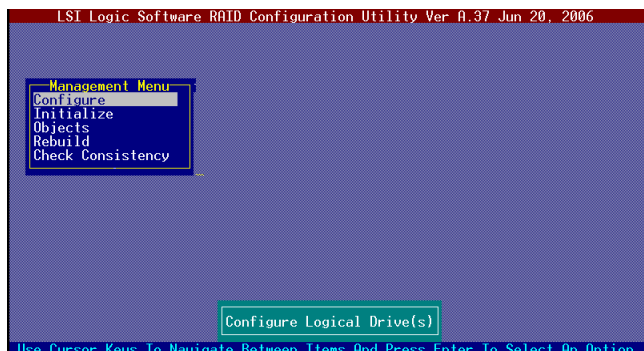 LSI Logic Software RAID Configuration Utility Ver A.37 Jun 20, 2006
Management Menu
Configure
Initialize
Objects
Rebuild
Check Consistency
Configure Logical Drive(s)
Use Cursor Keys To Navigate Between Items And Press Enter To Select An Option